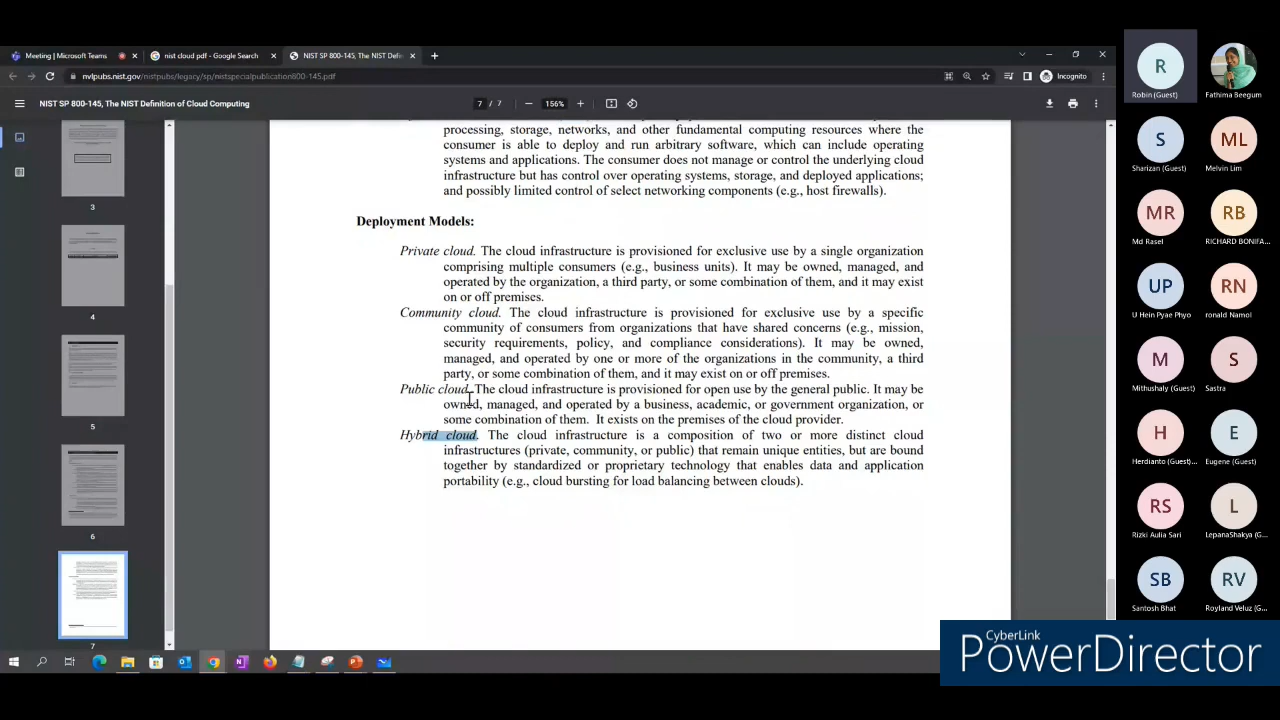 Meeting | Microsoft Teams
nist cloud pdf - Google Search
NIST SP 800-145, The NIST Defin
nvlpubs.nist.gov/nistpubs/legacy/sp/nistspecialpublication800-145.pdf
Incognito
NIST SP 800-145, The NIST Definition of Cloud Computing
7 / 7
156%
3
4
5
6
7
processing, storage, networks, and other fundamental computing resources where the
consumer is able to deploy and run arbitrary software, which can include operating
systems and applications. The consumer does not manage or control the underlying cloud
infrastructure but has control over operating systems, storage, and deployed applications;
and possibly limited control of select networking components (e.g., host firewalls).
Deployment Models:
Private cloud. The cloud infrastructure is provisioned for exclusive use by a single organization
comprising multiple consumers (e.g., business units). It may be owned, managed, and
operated by the organization, a third party, or some combination of them, and it may exist
on or off premises.
Community cloud. The cloud infrastructure is provisioned for exclusive use by a specific
community of consumers from organizations that have shared concerns (e.g., mission,
security requirements, policy, and compliance considerations). It may be owned,
managed, and operated by one or more of the organizations in the community, a third
party, or some combination of them, and it may exist on or off premises.
Public cloud. The cloud infrastructure is provisioned for open use by the general public. It may be
owned, managed, and operated by a business, academic, or government organization, or
some combination of them. It exists on the premises of the cloud provider.
Hybrid cloud. The cloud infrastructure is a composition of two or more distinct cloud
infrastructures (private, community, or public) that remain unique entities, but are bound
together by standardized or proprietary technology that enables data and application
portability (e.g., cloud bursting for load balancing between clouds).
R
Robin (Guest)
Fathima Beegum
S
Sharizan (Guest)
ML
Melvin Lim
MR
Md Rasel
RB
RICHARD BONIFA...
UP
U Hein Pyae Phyo
RN
ronald Namoi
M
Mithushaly (Guest)
S
Sastra
H
Herdianto (Guest)...
E
Eugene (Guest)
RS
Rizki Aulia Sari
L
LepanaShakya (G...
SB
Santosh Bhat
RV
Royland Veluz (G...
CyberLink
PowerDirector